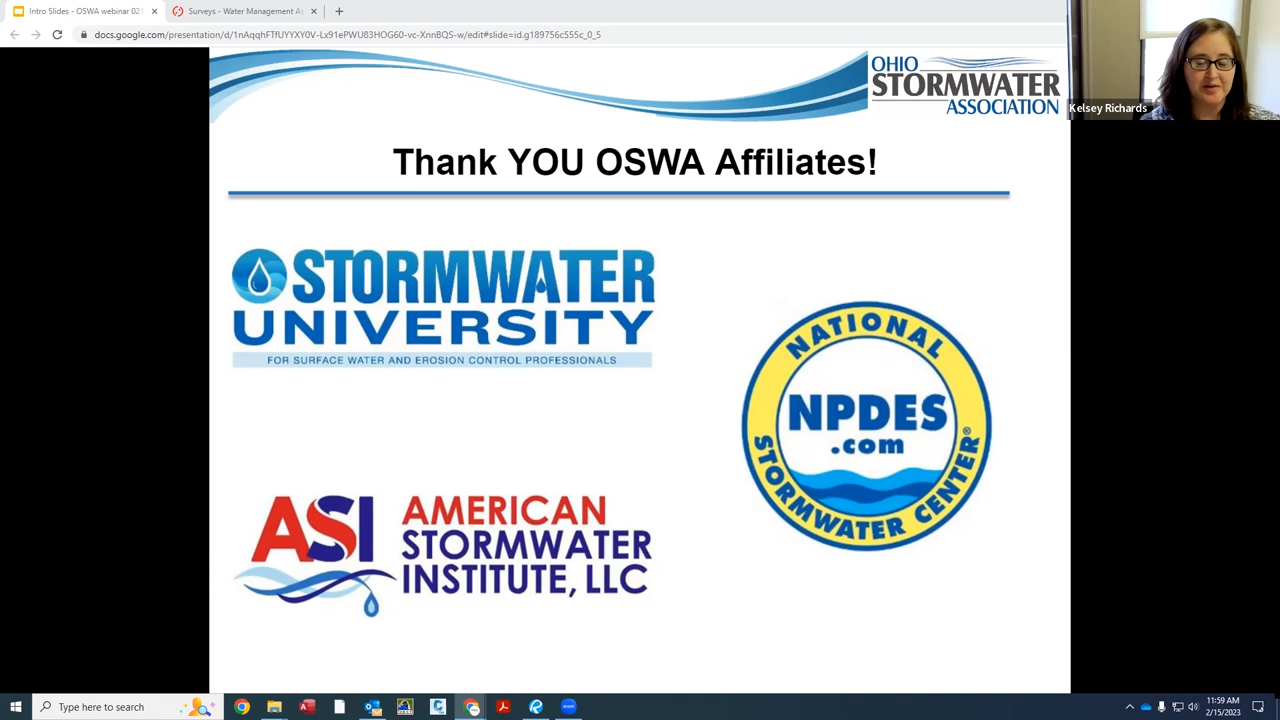 Intro Slides - OSWA webinar 021
Surveys - Water Management As
docs.google.com/presentation/d/1nAqqhFTfUYYXY0V-Lx91ePWU83HOG60-vc-XnnBQS-w/edit#slide=id.g189756c555c_0_5
OHIO
STORMWATER
ASSOCIATION
Kelsey Richards
Thank YOU OSWA Affiliates!
STORMWATER
UNIVERSITY
FOR SURFACE WATER AND EROSION CONTROL PROFESSIONALS
NATIONAL
NPDES
.com
STORMWATER CENTER®
ASI
AMERICAN
STORMWATER
INSTITUTE, LLC
Type here to search
11:59 AM
2/15/2023